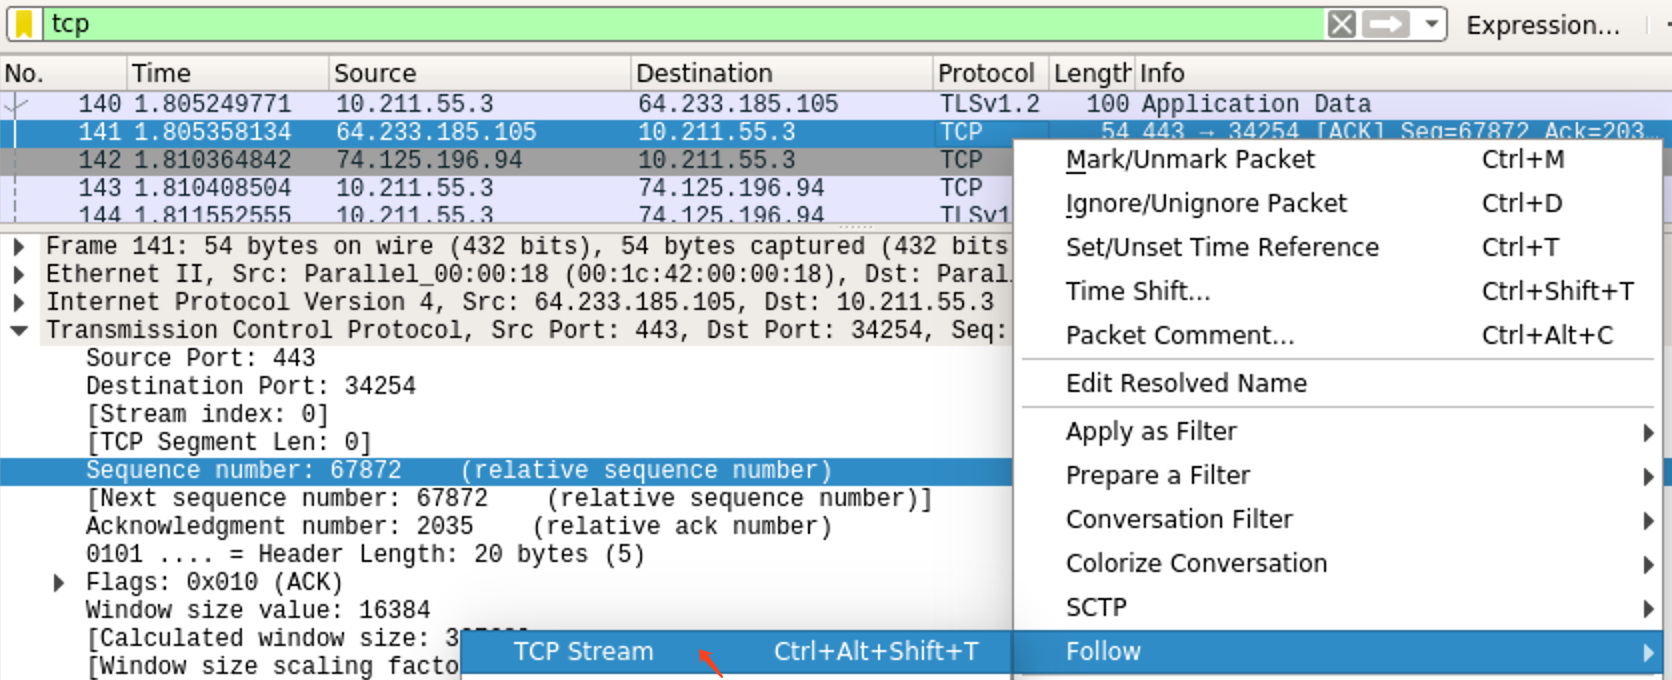 tcp
Expression...
No. Time Source Destination Protocol Length Info
140 1.805249771 10.211.55.3 64.233.185.105 TLSv1.2 100 Application Data
141 1.805358134 64.233.185.105 10.211.55.3 TCP 54 443 → 34254 [ACK] Seq=67872 Ack=203…
142 1.810364842 74.125.196.94 10.211.55.3 TCP
143 1.810408504 10.211.55.3 74.125.196.94 TCP
144 1.811552555 10.211.55.3 74.125.196.94 TLSv1
Mark/Unmark Packet Ctrl+M
Ignore/Unignore Packet Ctrl+D
Set/Unset Time Reference Ctrl+T
Time Shift... Ctrl+Shift+T
Packet Comment... Ctrl+Alt+C
Edit Resolved Name
Apply as Filter
Prepare a Filter
Conversation Filter
Colorize Conversation
SCTP
Follow
TCP Stream Ctrl+Alt+Shift+T
Frame 141: 54 bytes on wire (432 bits), 54 bytes captured (432 bits
Ethernet II, Src: Parallel_00:00:18 (00:1c:42:00:00:18), Dst: Paral
Internet Protocol Version 4, Src: 64.233.185.105, Dst: 10.211.55.3
Transmission Control Protocol, Src Port: 443, Dst Port: 34254, Seq:
Source Port: 443
Destination Port: 34254
[Stream index: 0]
[TCP Segment Len: 0]
Sequence number: 67872 (relative sequence number)
[Next sequence number: 67872 (relative sequence number)]
Acknowledgment number: 2035 (relative ack number)
0101 .... = Header Length: 20 bytes (5)
Flags: 0x010 (ACK)
Window size value: 16384
[Calculated window size:
[Window size scaling facto